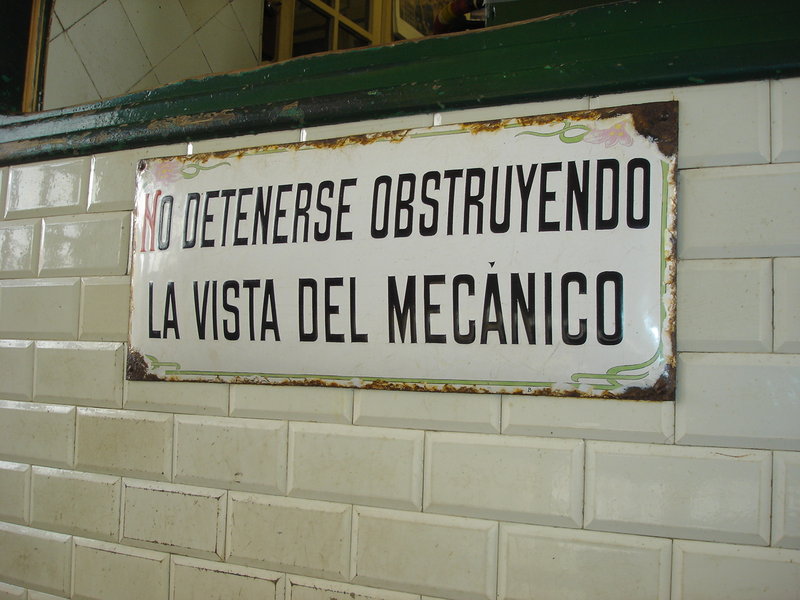 NO DETENERSE OBSTRUYENDO
LA VISTA DEL MECÁNICO